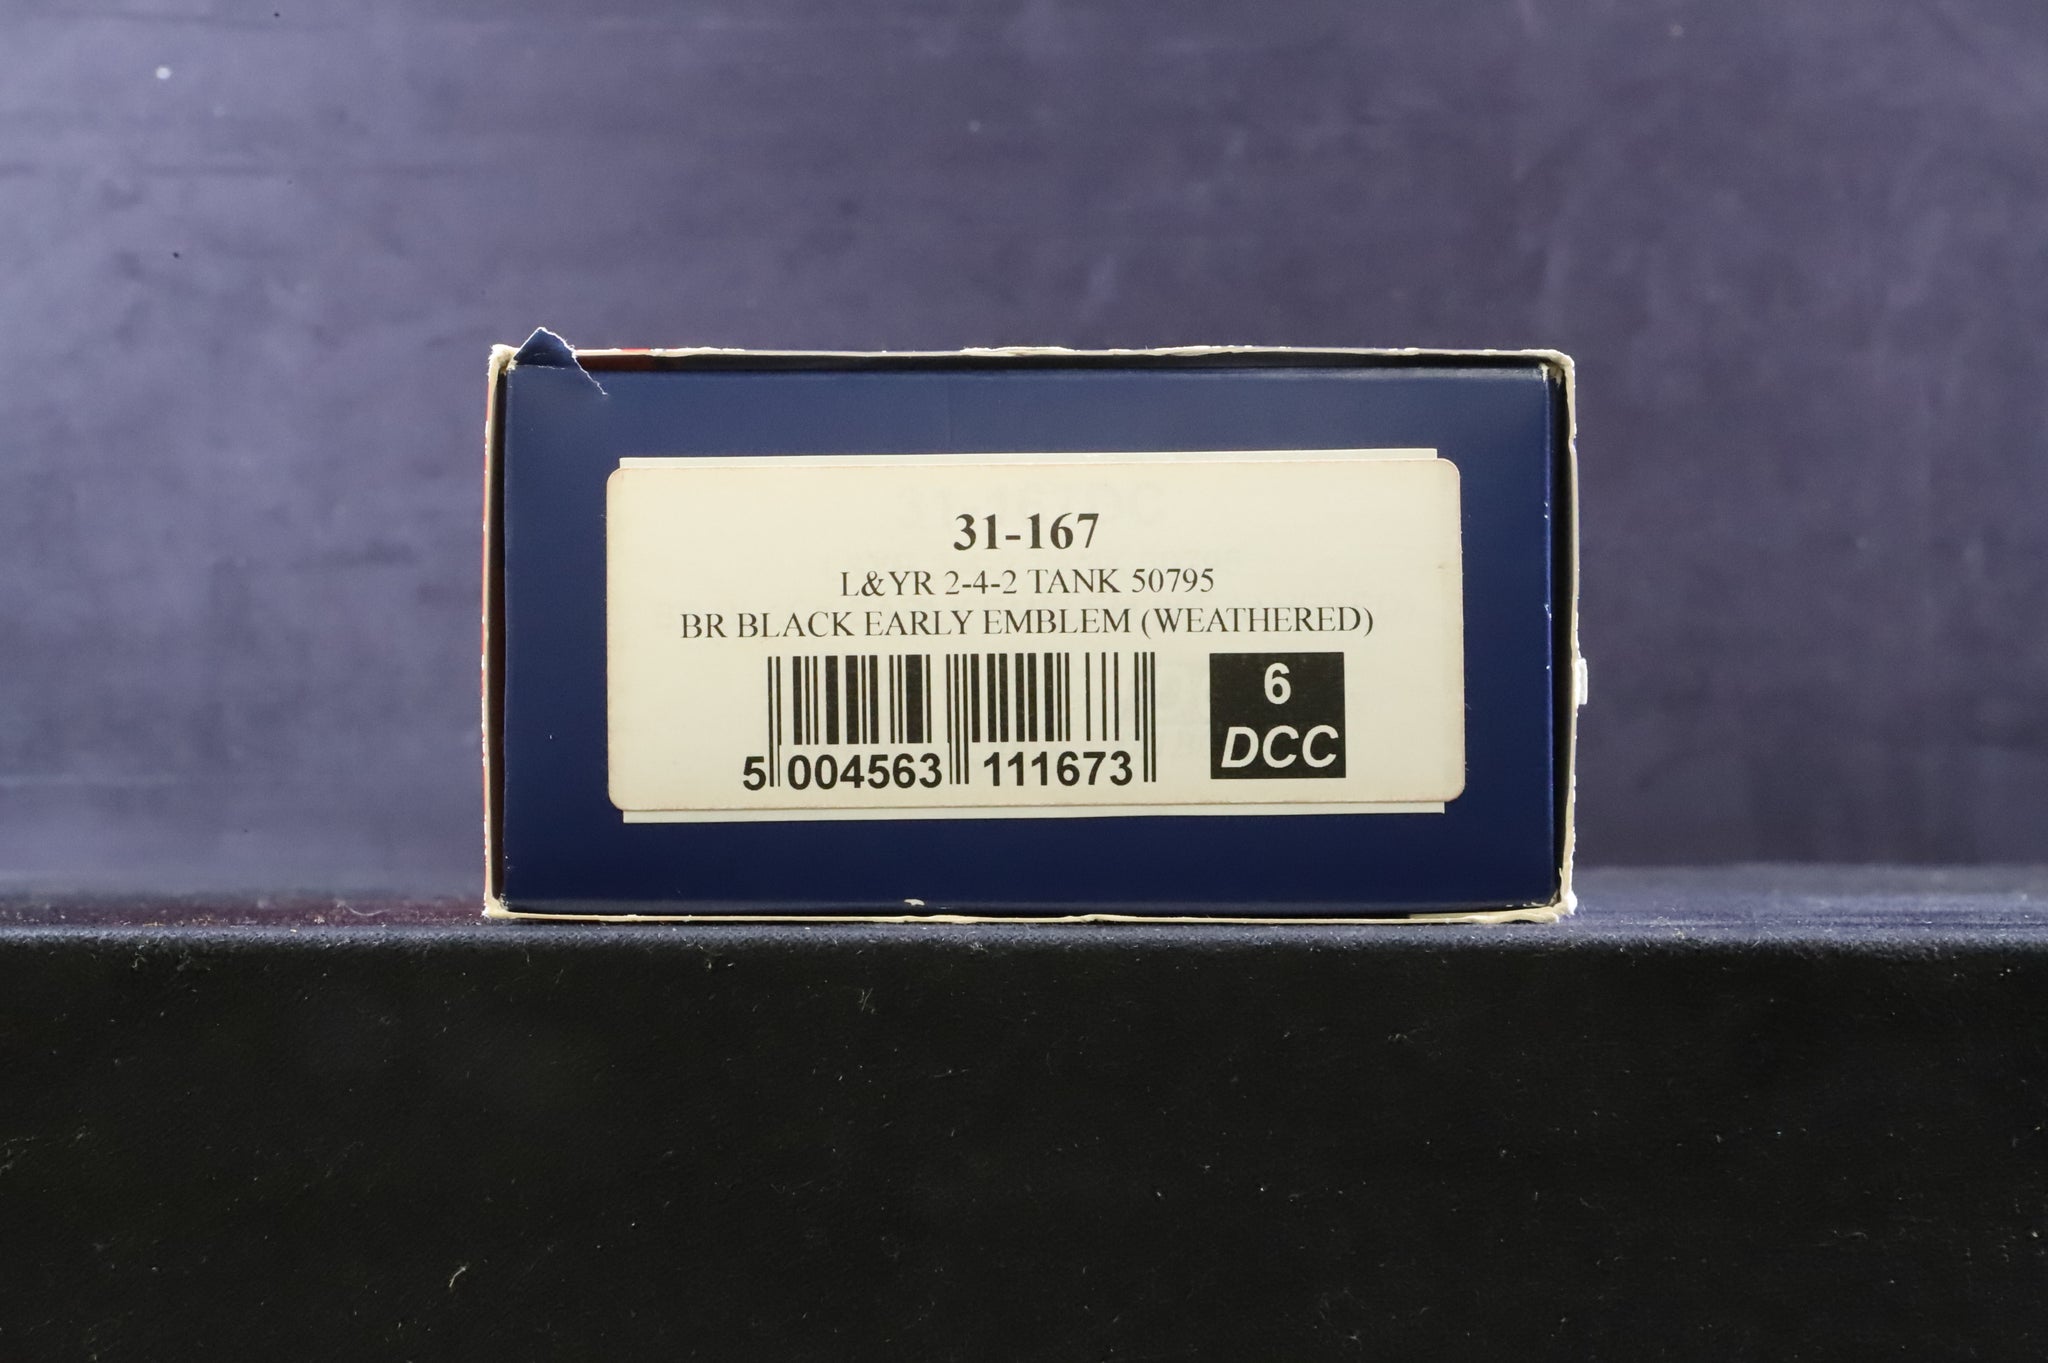 31-167
L&YR 2-4-2 TANK 50795
BR BLACK EARLY EMBLEM (WEATHERED)
6
DCC
5 004563 111673